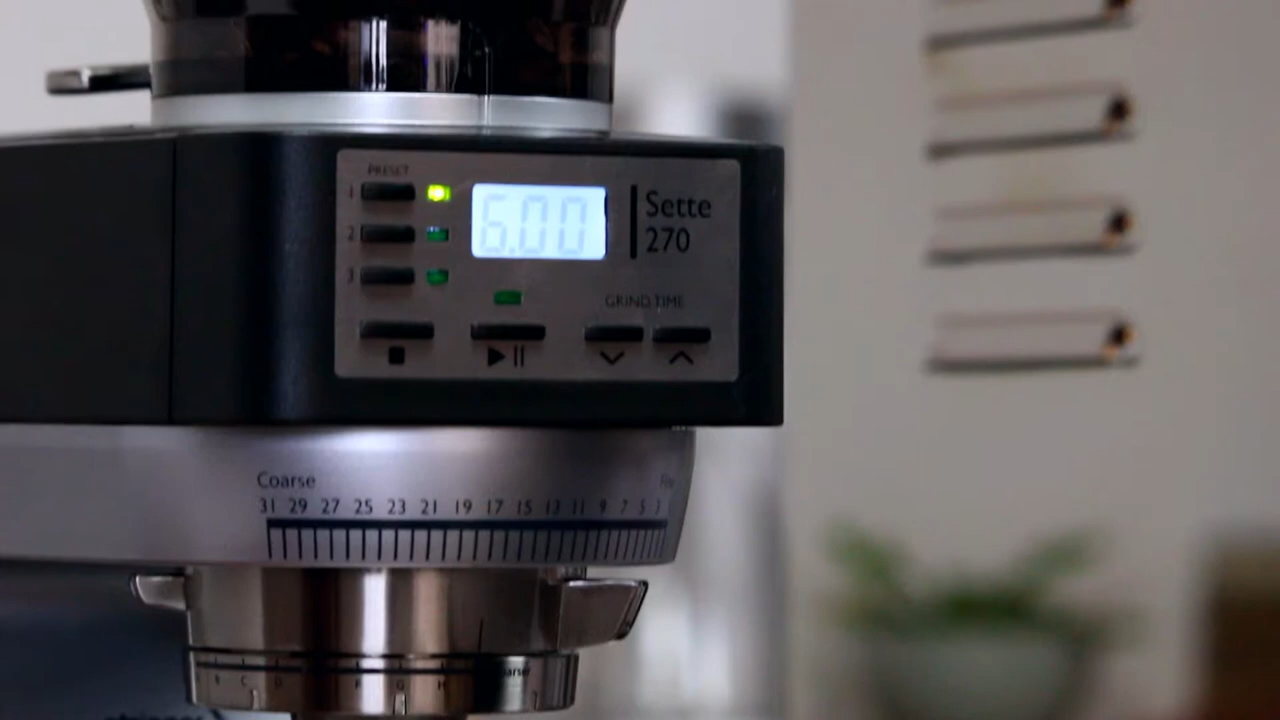 PRESET
1
2
3
6.00
Sette
270
GRIND TIME
Coarse
31 29 27 25 23 21 19 17 15 13 11 9 7 5 3
B C D F G H